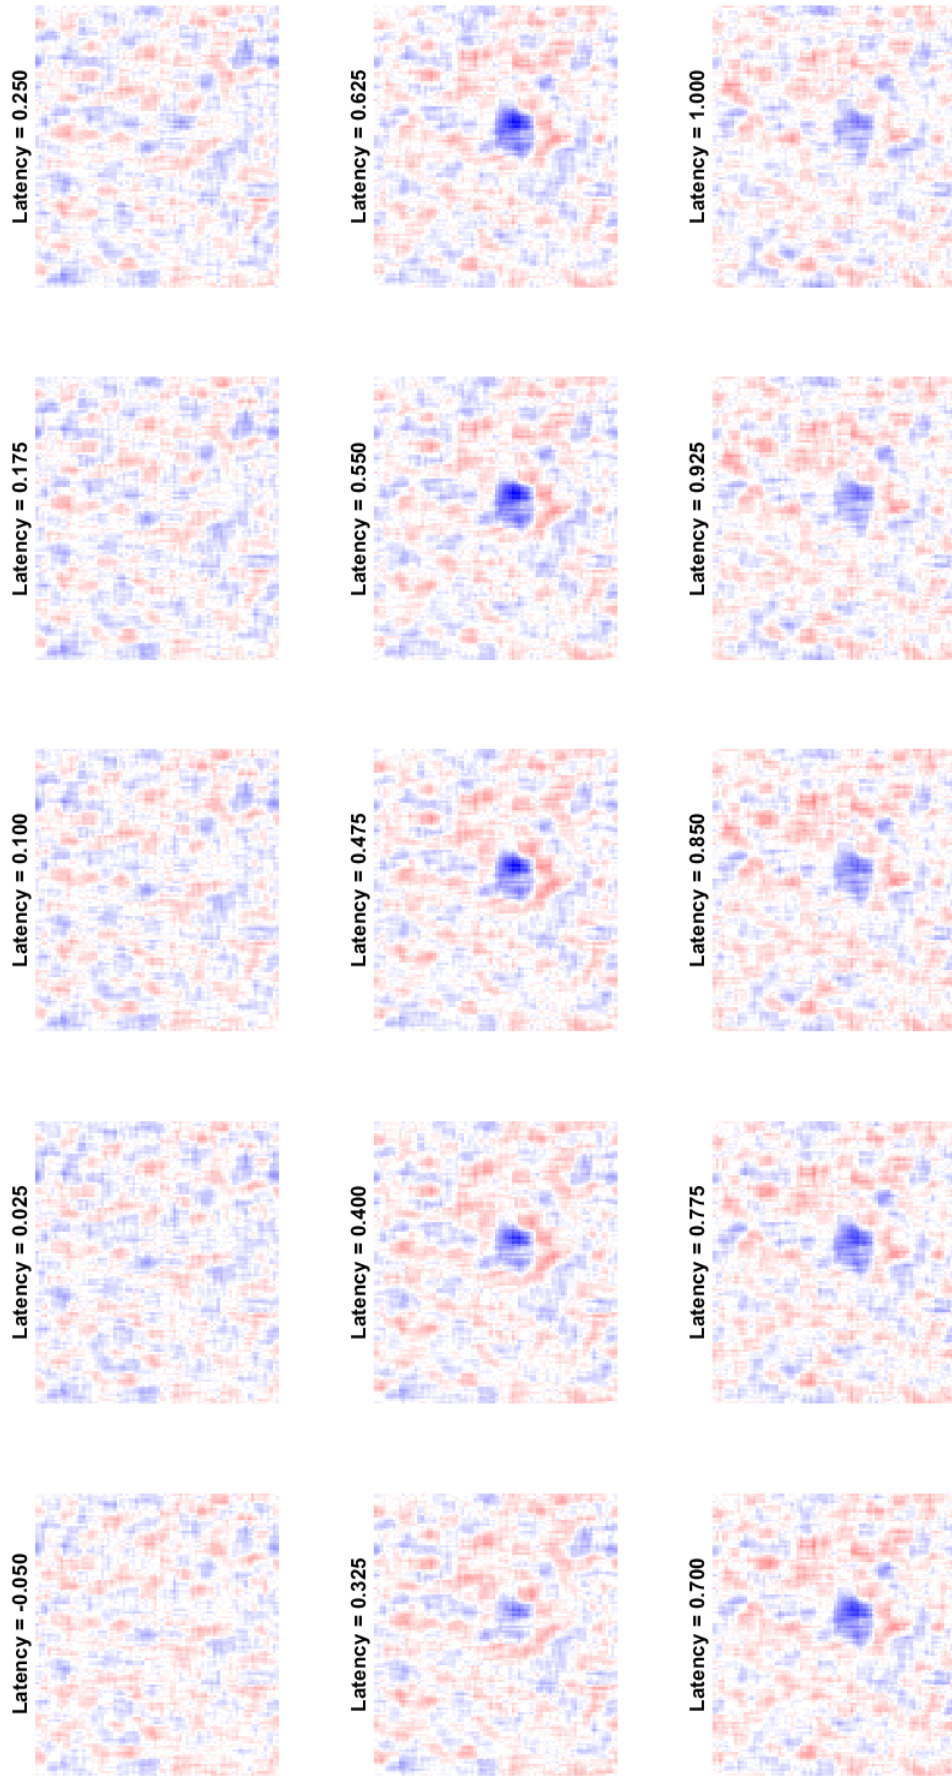 Latency = -0.050
Latency = 0.025
Latency = 0.100
Latency = 0.175
Latency = 0.250
Latency = 0.325
Latency = 0.400
Latency = 0.475
Latency = 0.550
Latency = 0.625
Latency = 0.700
Latency = 0.775
Latency = 0.850
Latency = 0.925
Latency = 1.000